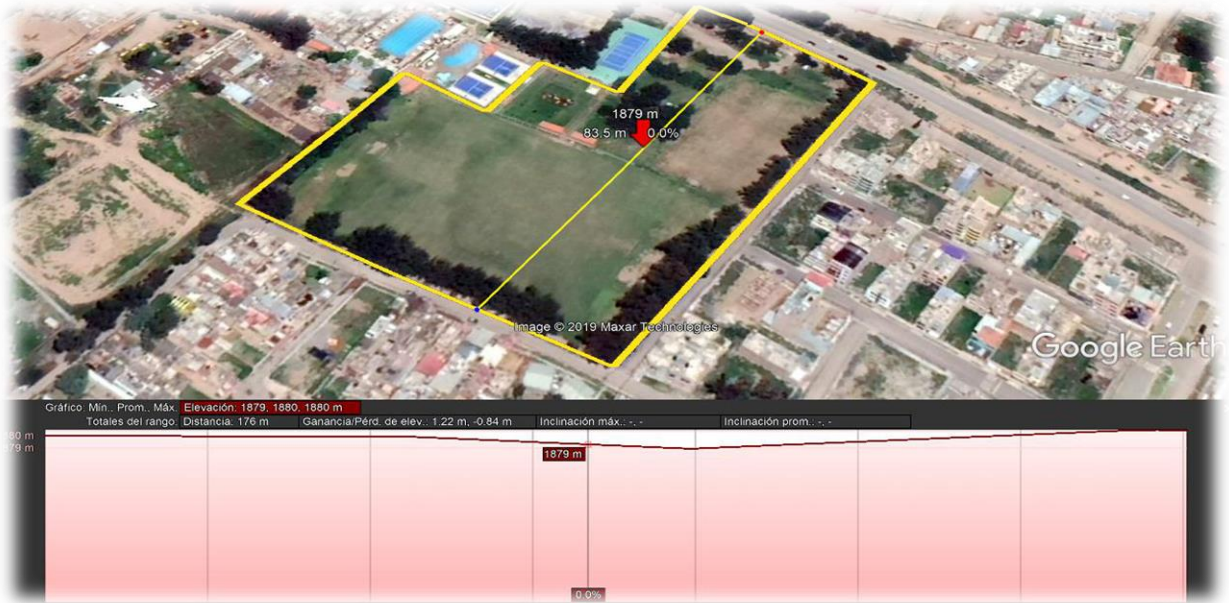 1879 m
83.5 m 0.0%
Image © 2019 Maxar Technologies
Google Earth
Gráfico: Mín., Prom., Máx. Elevación: 1879, 1880, 1880 m
Totales del rango: Distancia: 176 m Ganancia/Pérd. de elev.: 1.22 m, -0.84 m Inclinación máx.: -, - Inclinación prom.: -, -
1879 m
0.0%